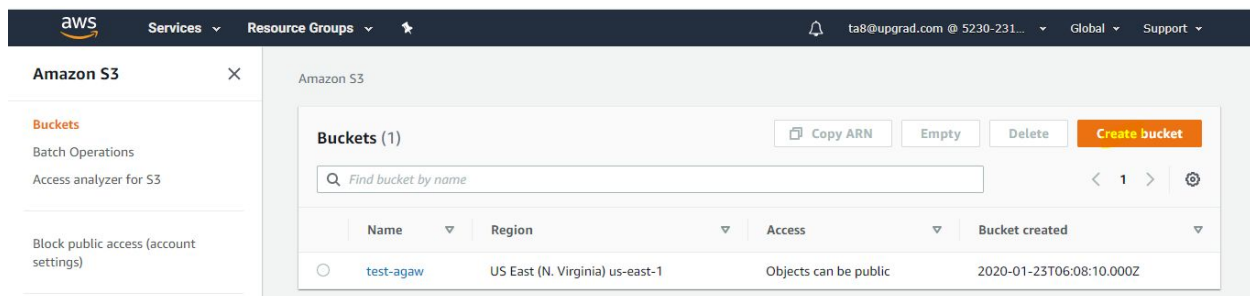 aws Services Resource Groups ta8@upgrad.com @ 5230-231... Global Support
Amazon S3
Buckets
Batch Operations
Access analyzer for S3
Block public access (account
settings)
Amazon S3
Buckets (1) Copy ARN Empty Delete Create bucket
Find bucket by name 1
Name Region Access Bucket created
test-agaw US East (N. Virginia) us-east-1 Objects can be public 2020-01-23T06:08:10.000Z